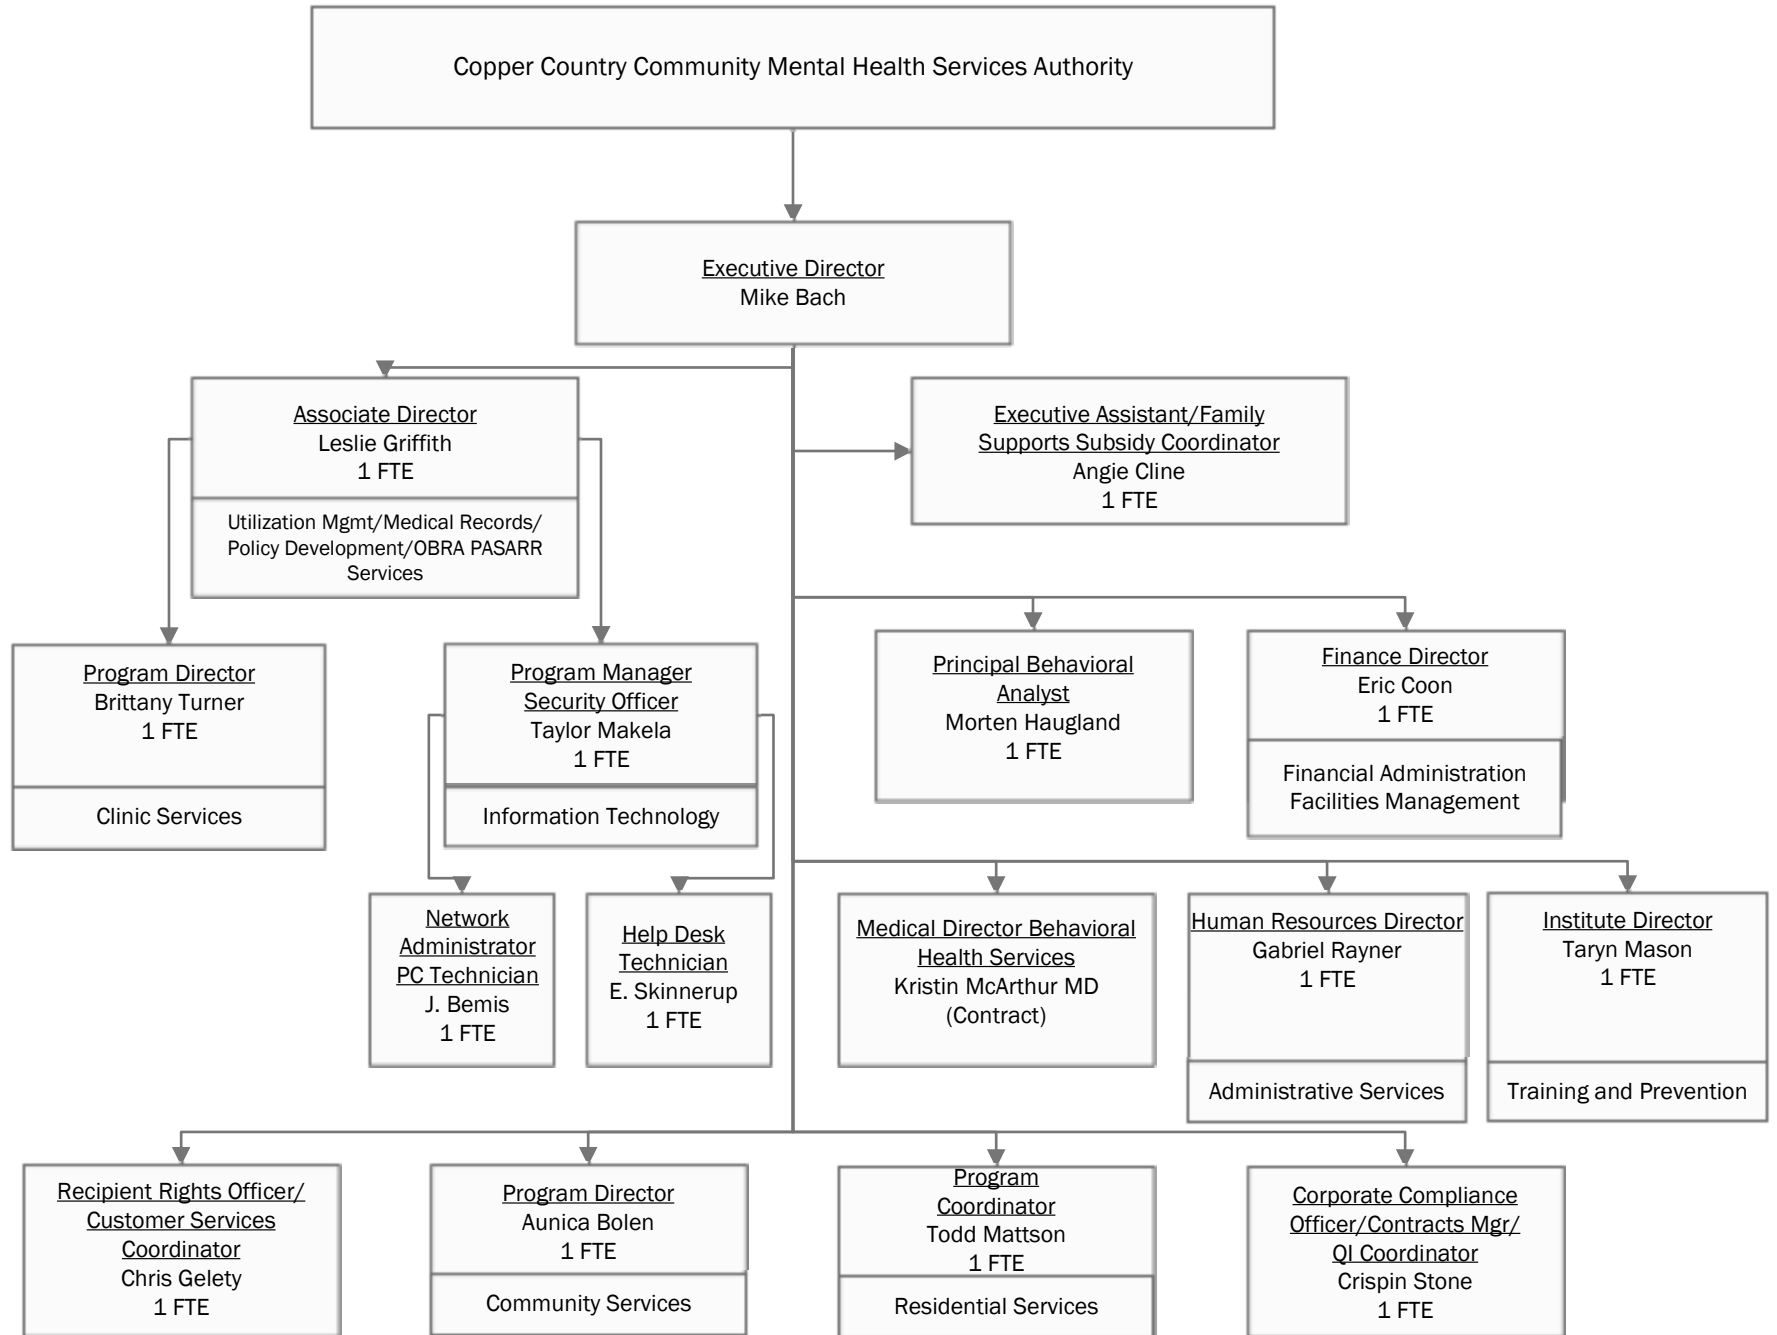 Copper Country Community Mental Health Services Authority
Executive Director
Mike Bach
Associate Director
Leslie Griffith
1 FTE
Utilization Mgmt/Medical Records/
Policy Development/OBRA PASARR
Services
Executive Assistant/Family
Supports Subsidy Coordinator
Angie Cline
1 FTE
Program Director
Brittany Turner
1 FTE
Clinic Services
Program Manager
Security Officer
Taylor Makela
1 FTE
Information Technology
Principal Behavioral
Analyst
Morten Haugland
1 FTE
Finance Director
Eric Coon
1 FTE
Financial Administration
Facilities Management
Network
Administrator
PC Technician
J. Bemis
1 FTE
Help Desk
Technician
E. Skinnerup
1 FTE
Medical Director Behavioral
Health Services
Kristin McArthur MD
(Contract)
Human Resources Director
Gabriel Rayner
1 FTE
Administrative Services
Institute Director
Taryn Mason
1 FTE
Training and Prevention
Recipient Rights Officer/
Customer Services
Coordinator
Chris Gelety
1 FTE
Program Director
Aunica Bolen
1 FTE
Community Services
Program
Coordinator
Todd Mattson
1 FTE
Residential Services
Corporate Compliance
Officer/Contracts Mgr/
QI Coordinator
Crispin Stone
1 FTE